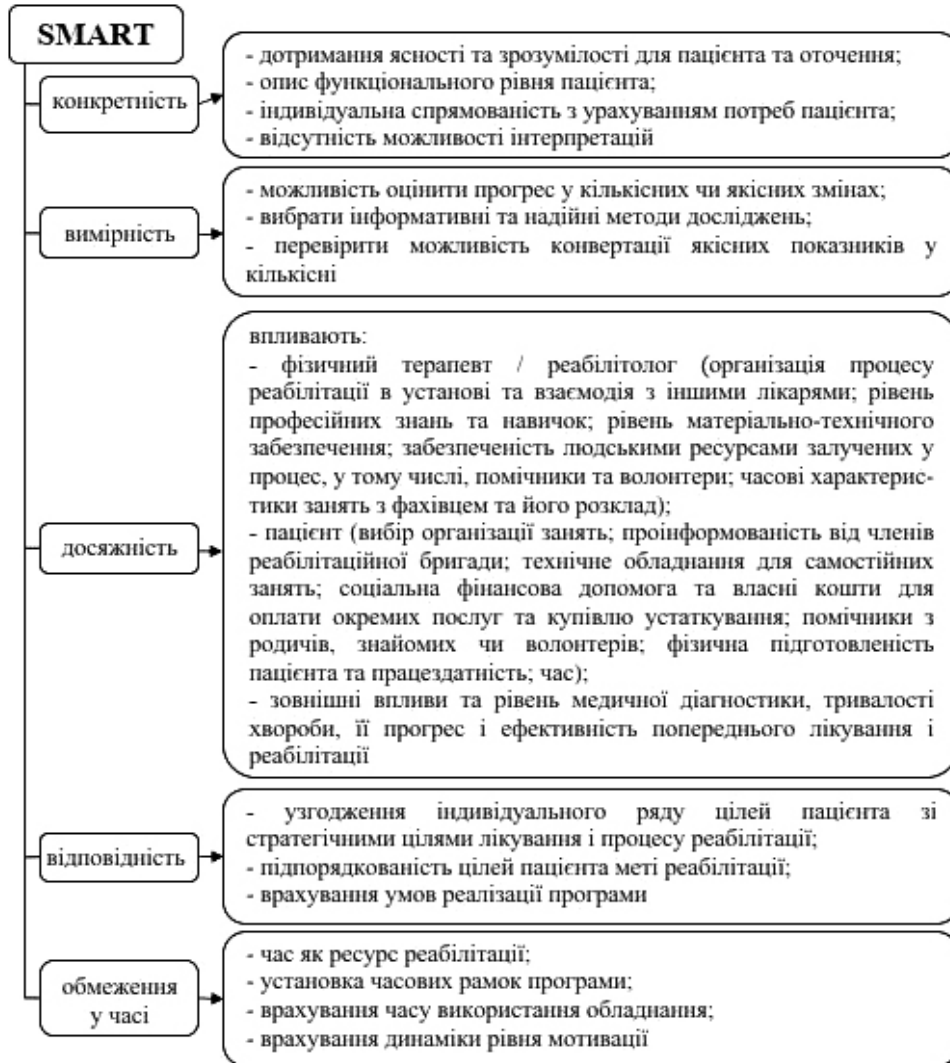 SMART
конкретність
- дотримання ясності та зрозумілості для пацієнта та оточення;
- опис функціонального рівня пацієнта;
- індивідуальна спрямованість з урахуванням потреб пацієнта;
- відсутність можливості інтерпретацій
вимірність
- можливість оцінити прогрес у кількісних чи якісних змінах;
- вибрати інформативні та надійні методи досліджень;
- перевірити можливість конвертації якісних показників у
кількісні
досяжність
впливають:
- фізичний терапевт / реабілітолог (організація процесу
реабілітації в установі та взаємодія з іншими лікарями; рівень
професійних знань та навичок; рівень матеріально-технічного
забезпечення; забезпеченість людськими ресурсами залучених у
процес, у тому числі, помічники та волонтери; часові характерис-
тики занять з фахівцем та його розклад);
- пацієнт (вибір організації занять; проінформованість від членів
реабілітаційної бригади; технічне обладнання для самостійних
занять; соціальна фінансова допомога та власні кошти для
оплати окремих послуг та купівлю устаткування; помічники з
родичів, знайомих чи волонтерів; фізична підготовленість
пацієнта та працездатність; час);
- зовнішні впливи та рівень медичної діагностики, тривалості
хвороби, її прогрес і ефективність попереднього лікування і
реабілітації
відповідність
- узгодження індивідуального ряду цілей пацієнта зі
стратегічними цілями лікування і процесу реабілітації;
- підпорядкованість цілей пацієнта меті реабілітації;
- врахування умов реалізації програми
обмеження
у часі
- час як ресурс реабілітації;
- установка часових рамок програми;
- врахування часу використання обладнання;
- врахування динаміки рівня мотивації